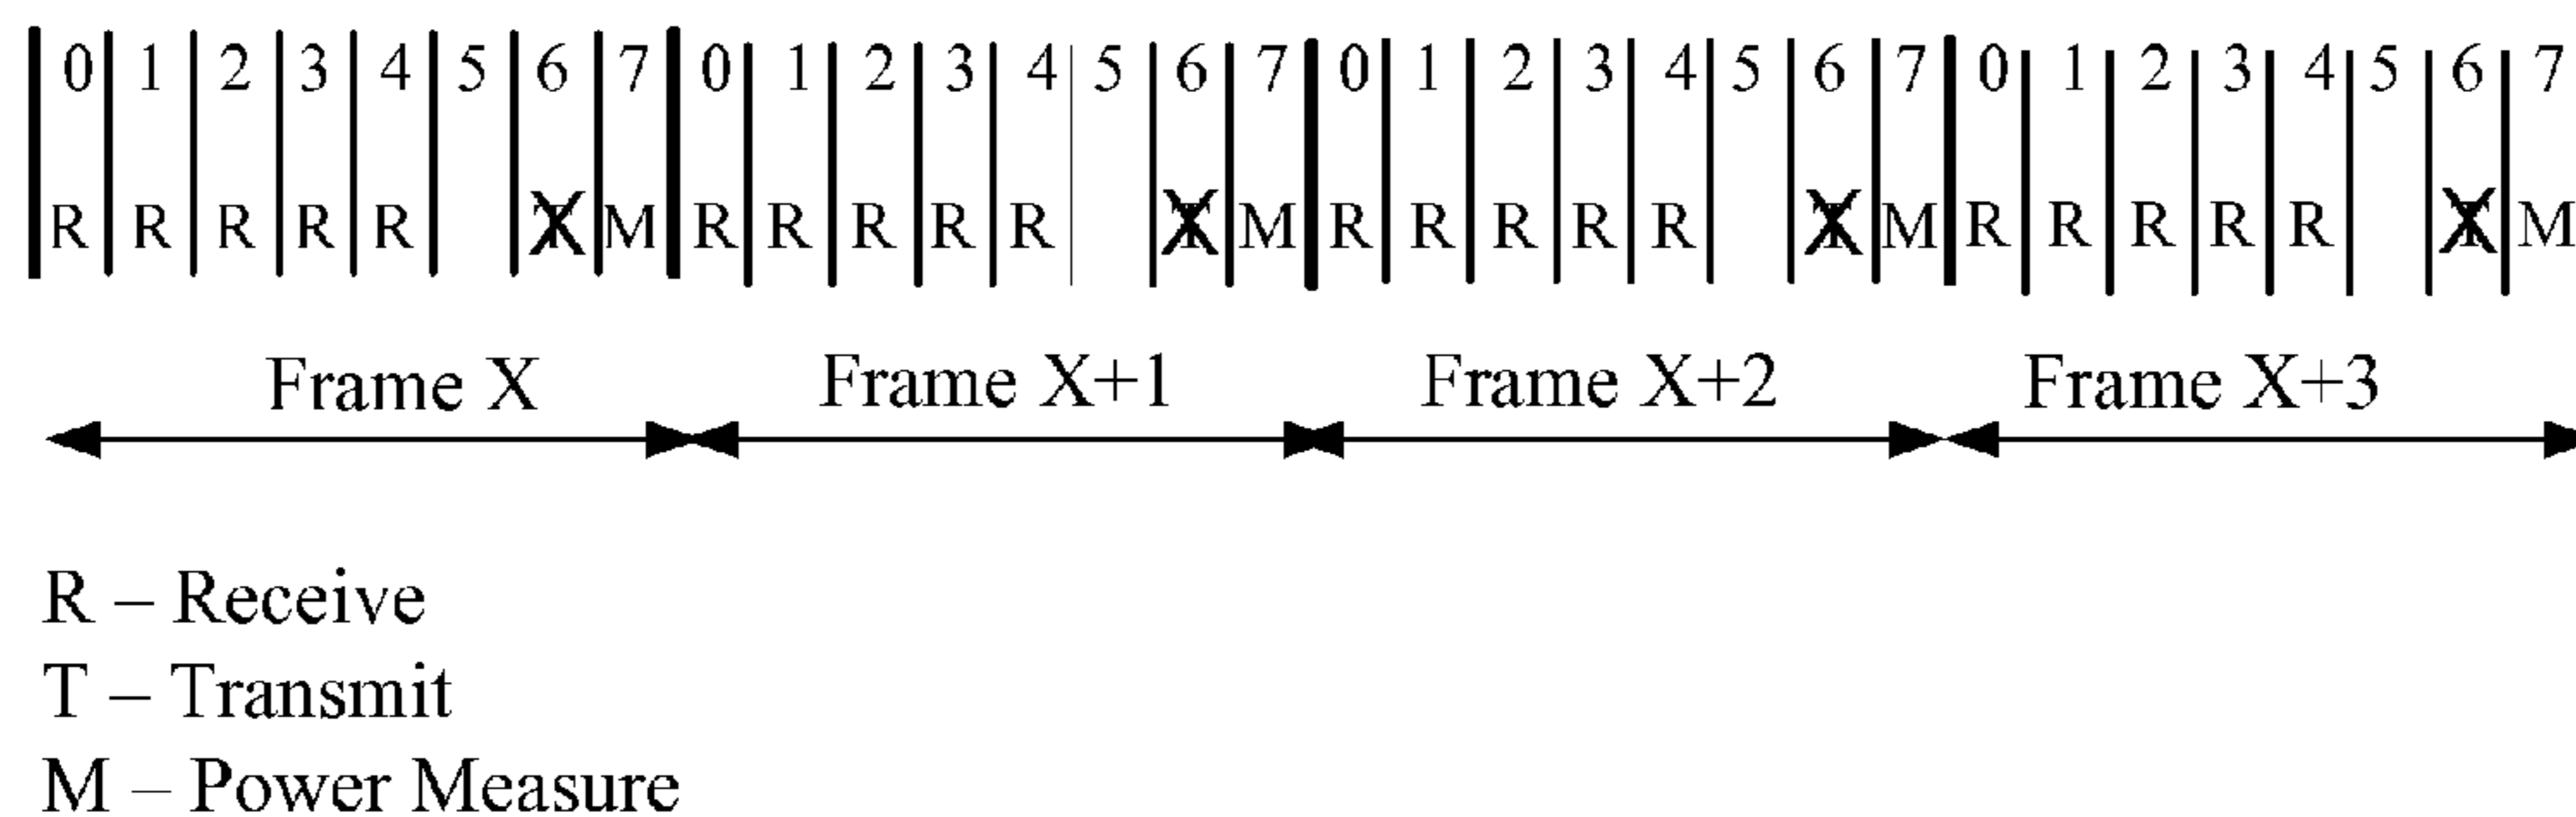 0 1 2 3 4 5 6 7 0 1 2 3 4 5 6 7 0 1 2 3 4 5 6 7 0 1 2 3 4 5 6 7
R R R R R T M R R R R R T M R R R R R T M R R R R R T M
Frame X Frame X+1 Frame X+2 Frame X+3
R – Receive
T – Transmit
M – Power Measure